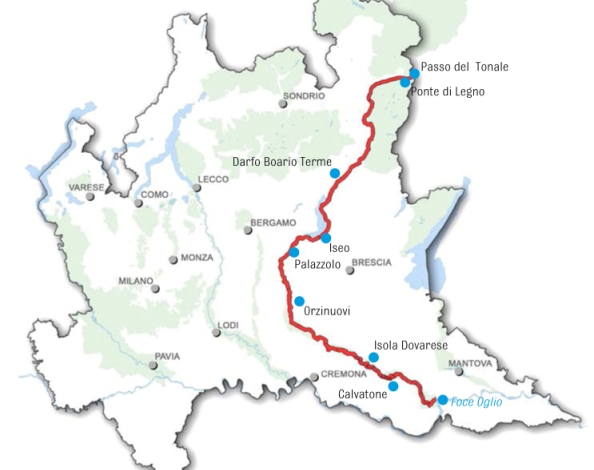 Passo del Tonale
Ponte di Legno
SONDRIO
Darfo Boario Terme
LECCO
VARESE
COMO
BERGAMO
Iseo
MONZA
Palazzolo
BRESCIA
MILANO
Orzinuovi
LODI
Isola Dovarese
PAVIA
MANTOVA
CREMONA
Calvatone
Foce Oglio